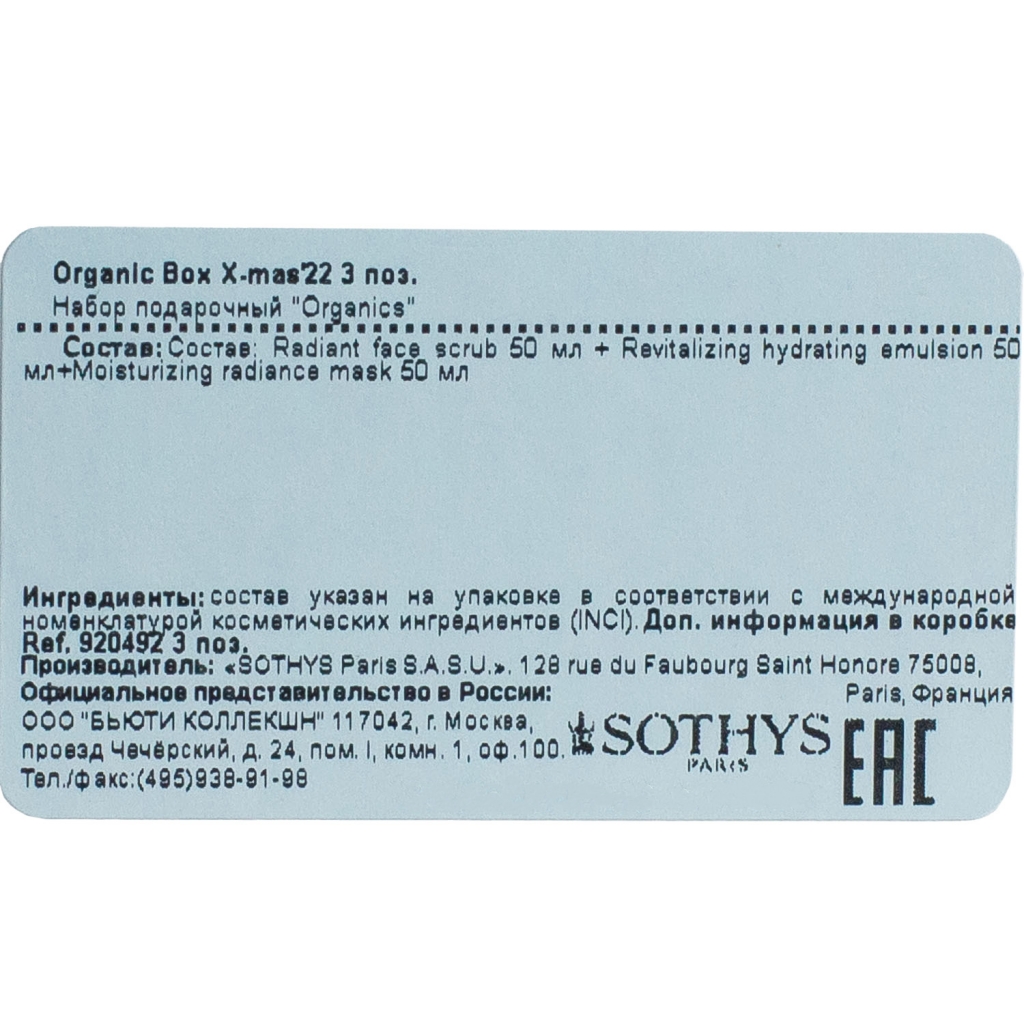 Organic Box X-mas'22 3 поз.
Набор подарочный "Organics"
Состав: Состав: Radiant face scrub 50 мл + Revitalizing hydrating emulsion 50
мл+Moisturizing radiance mask 50 мл
Ингредиенты: состав указан на упаковке в соответствии с международной
номенклатурой косметических ингредиентов (INCI). Доп. информация в коробке
Ref. 920492 3 поз.
Производитель: «SOTHYS Paris S.A.S.U.». 128 rue du Faubourg Saint Honore 75008,
Paris, Франция
Официальное представительство в России:
ООО "БЬЮТИ КОЛЛЕКШН" 117042, г. Москва,
проезд Чечёрский, д. 24, пом. I, комн. 1, оф.100.
Тел./факс:(495)938-91-98
SOTHYS
PARIS
EAC